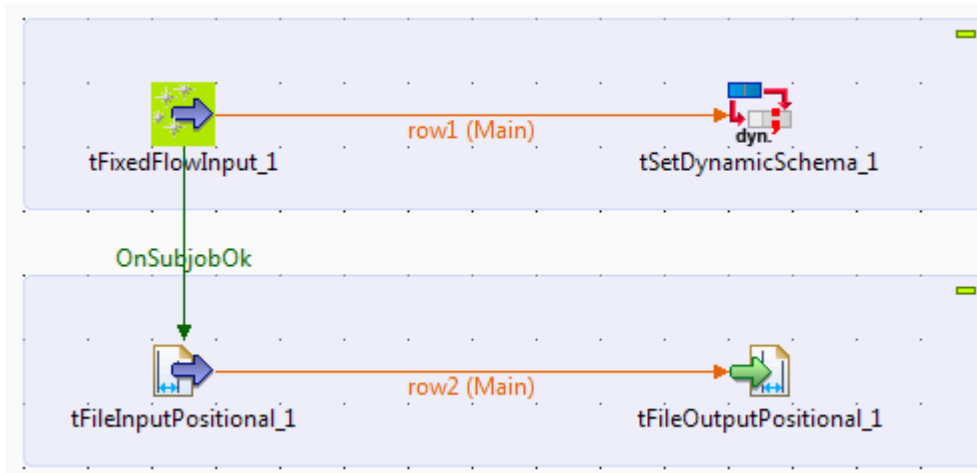 row1 (Main)
dyn.
tFixedFlowInput_1
tSetDynamicSchema_1
OnSubjobOk
row2 (Main)
tFileInputPositional_1
tFileOutputPositional_1